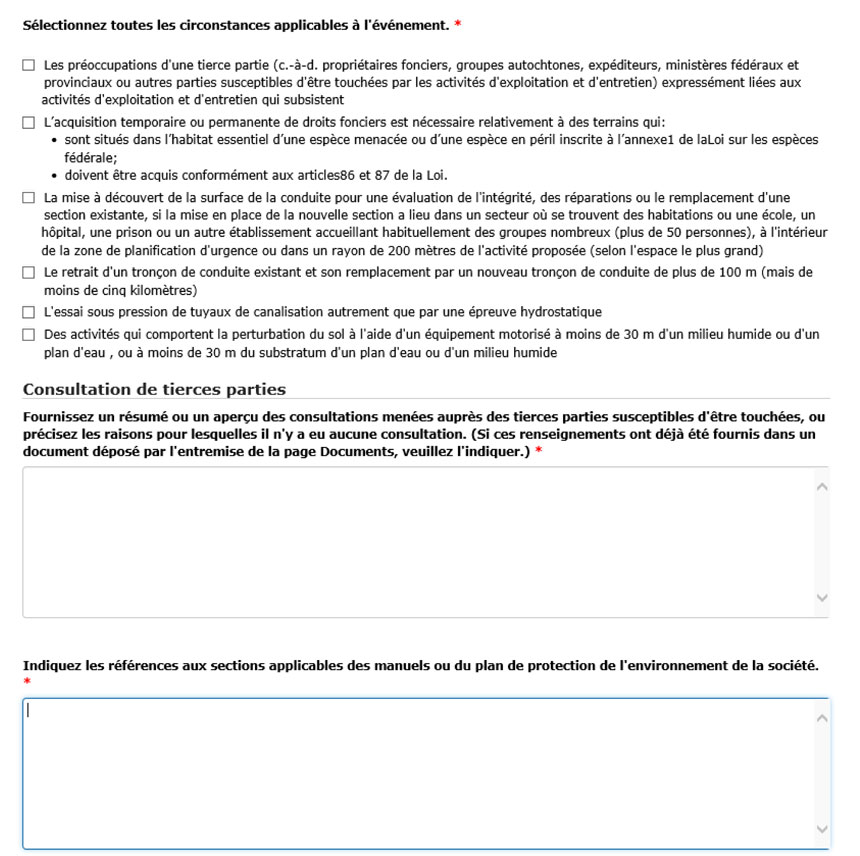 Sélectionnez toutes les circonstances applicables à l'événement. *
Les préoccupations d'une tierce partie (c.-à-d. propriétaires fonciers, groupes autochtones, expéditeurs, ministères fédéraux et
provinciaux ou autres parties susceptibles d'être touchées par les activités d'exploitation et d'entretien) expressément liées aux
activités d'exploitation et d'entretien qui subsistent
L’acquisition temporaire ou permanente de droits fonciers est nécessaire relativement à des terrains qui:
• sont situés dans l’habitat essentiel d’une espèce menacée ou d’une espèce en péril inscrite à l’annexe1 de laLoi sur les espèces
fédérale;
• doivent être acquis conformément aux articles86 et 87 de la Loi.
La mise à découvert de la surface de la conduite pour une évaluation de l'intégrité, des réparations ou le remplacement d'une
section existante, si la mise en place de la nouvelle section a lieu dans un secteur où se trouvent des habitations ou une école, un
hôpital, une prison ou un autre établissement accueillant habituellement des groupes nombreux (plus de 50 personnes), à l'intérieur
de la zone de planification d'urgence ou dans un rayon de 200 mètres de l'activité proposée (selon l'espace le plus grand)
Le retrait d'un tronçon de conduite existant et son remplacement par un nouveau tronçon de conduite de plus de 100 m (mais de
moins de cinq kilomètres)
L'essai sous pression de tuyaux de canalisation autrement que par une épreuve hydrostatique
Des activités qui comportent la perturbation du sol à l'aide d'un équipement motorisé à moins de 30 m d'un milieu humide ou d'un
plan d'eau , ou à moins de 30 m du substratum d'un plan d'eau ou d'un milieu humide
Consultation de tierces parties
Fournissez un résumé ou un aperçu des consultations menées auprès des tierces parties susceptibles d'être touchées, ou
précisez les raisons pour lesquelles il n'y a eu aucune consultation. (Si ces renseignements ont déjà été fournis dans un
document déposé par l'entremise de la page Documents, veuillez l'indiquer.) *
Indiquez les références aux sections applicables des manuels ou du plan de protection de l'environnement de la société.
*